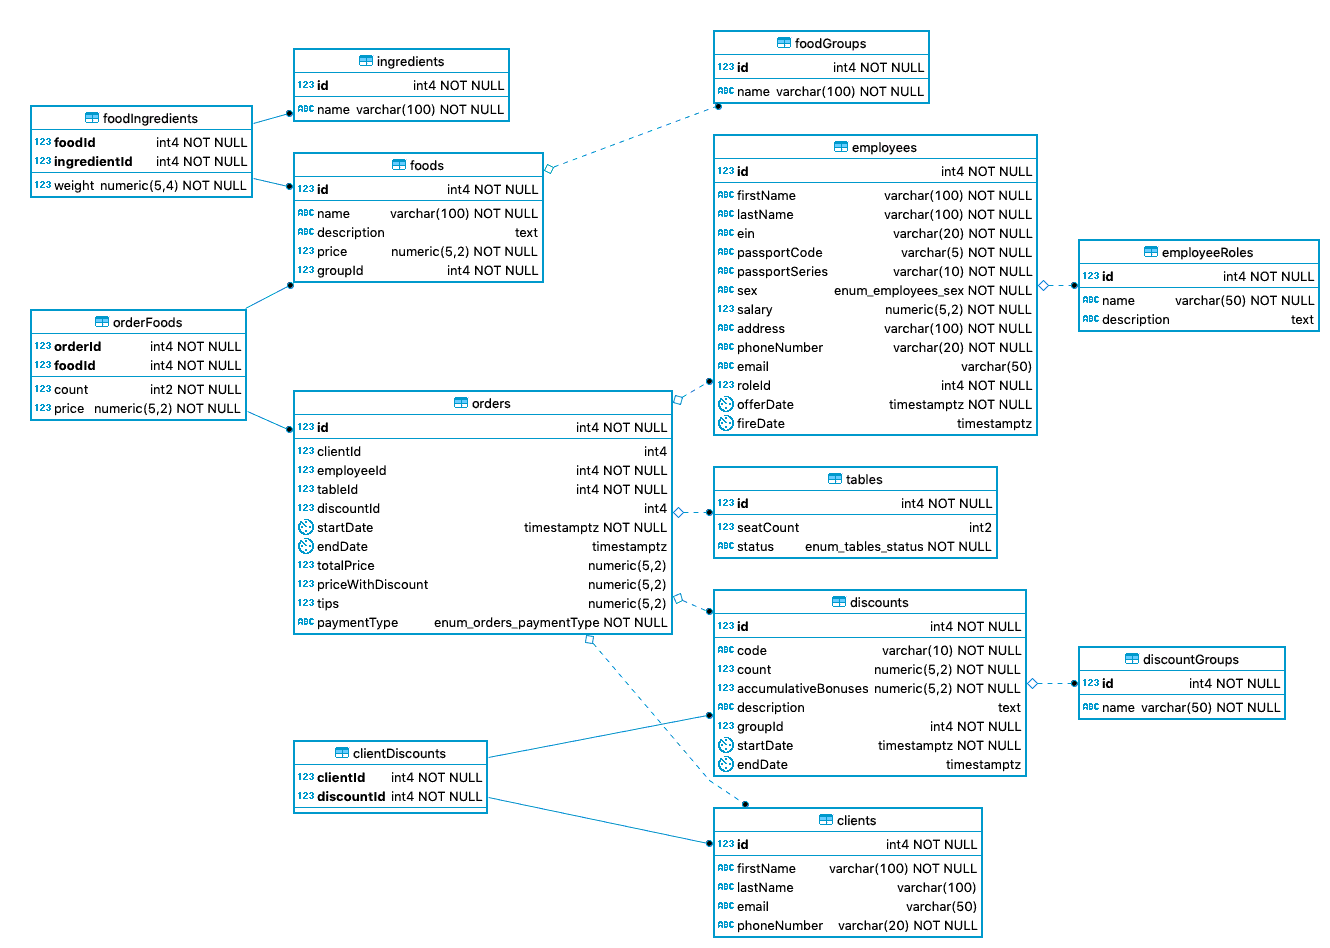 ingredients
123 id int4 NOT NULL
ABC name varchar(100) NOT NULL
foodGroups
123 id int4 NOT NULL
ABC name varchar(100) NOT NULL
foodIngredients
123 foodId int4 NOT NULL
123 ingredientId int4 NOT NULL
123 weight numeric(5,4) NOT NULL
foods
123 id int4 NOT NULL
ABC name varchar(100) NOT NULL
ABC description text
123 price numeric(5,2) NOT NULL
123 groupId int4 NOT NULL
employees
123 id int4 NOT NULL
ABC firstName varchar(100) NOT NULL
ABC lastName varchar(100) NOT NULL
ABC ein varchar(20) NOT NULL
ABC passportCode varchar(5) NOT NULL
ABC passportSeries varchar(10) NOT NULL
ABC sex enum_employees_sex NOT NULL
123 salary numeric(5,2) NOT NULL
ABC address varchar(100) NOT NULL
ABC phoneNumber varchar(20) NOT NULL
ABC email varchar(50)
123 roleId int4 NOT NULL
offerDate timestamptz NOT NULL
fireDate timestamptz
employeeRoles
123 id int4 NOT NULL
ABC name varchar(50) NOT NULL
ABC description text
orderFoods
123 orderId int4 NOT NULL
123 foodId int4 NOT NULL
123 count int2 NOT NULL
123 price numeric(5,2) NOT NULL
orders
123 id int4 NOT NULL
123 clientId int4
123 employeeId int4 NOT NULL
123 tableId int4 NOT NULL
123 discountId int4
startDate timestamptz NOT NULL
endDate timestamptz
123 totalPrice numeric(5,2)
123 priceWithDiscount numeric(5,2)
123 tips numeric(5,2)
ABC paymentType enum_orders_paymentType NOT NULL
tables
123 id int4 NOT NULL
123 seatCount int2
ABC status enum_tables_status NOT NULL
discounts
123 id int4 NOT NULL
ABC code varchar(10) NOT NULL
123 count numeric(5,2) NOT NULL
123 accumulativeBonuses numeric(5,2) NOT NULL
ABC description text
123 groupId int4 NOT NULL
startDate timestamptz NOT NULL
endDate timestamptz
discountGroups
123 id int4 NOT NULL
ABC name varchar(50) NOT NULL
clientDiscounts
123 clientId int4 NOT NULL
123 discountId int4 NOT NULL
clients
123 id int4 NOT NULL
ABC firstName varchar(100) NOT NULL
ABC lastName varchar(100)
ABC email varchar(50)
ABC phoneNumber varchar(20) NOT NULL